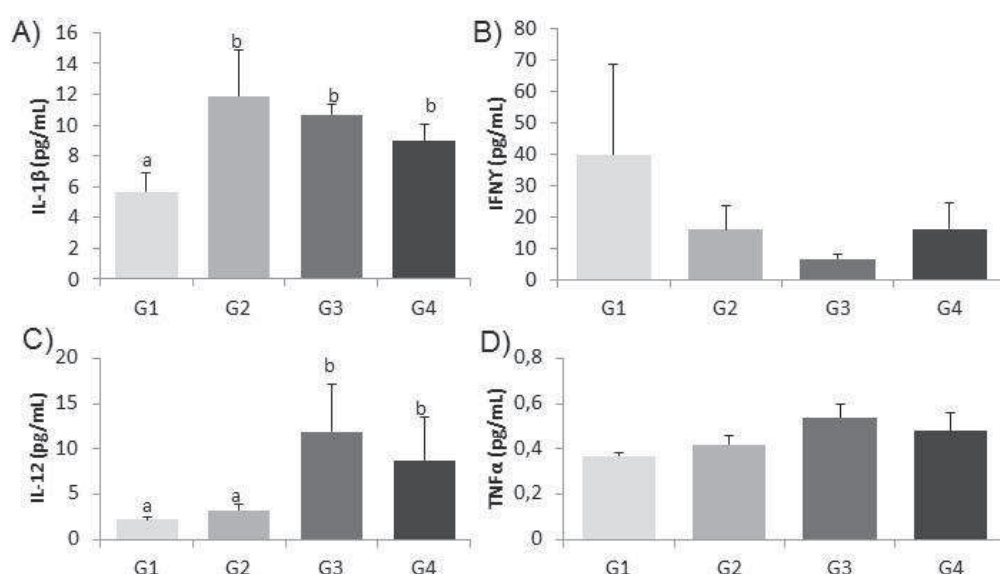 A)
IL-1β (pg/mL)
16
14
12
10
8
6
4
2
0
a
b
b
b
G1 G2 G3 G4
B)
IFNϒ (pg/mL)
80
70
60
50
40
30
20
10
0
G1 G2 G3 G4
C)
IL-12 (pg/mL)
20
15
10
5
0
a
a
b
b
G1 G2 G3 G4
D)
TNFα (pg/mL)
0,8
0,6
0,4
0,2
0
G1 G2 G3 G4